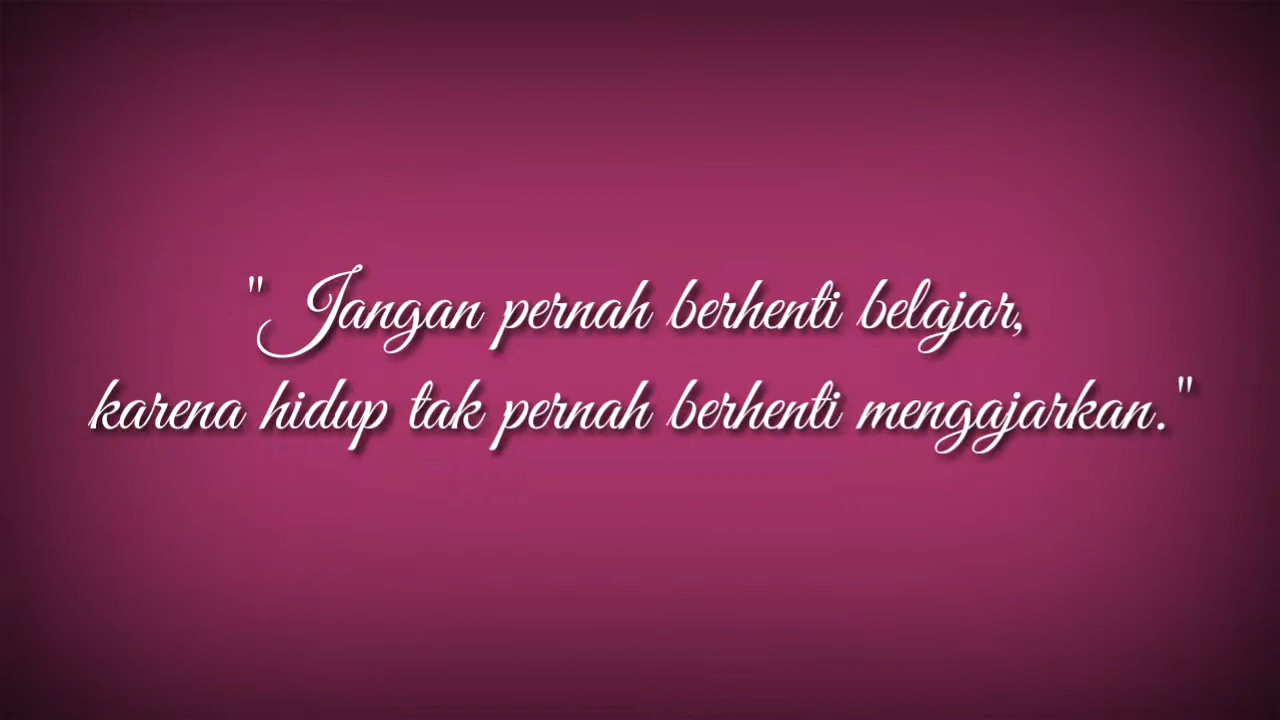 "Jangan pernah berhenti belajar,
karena hidup tak pernah berhenti mengajarkan."